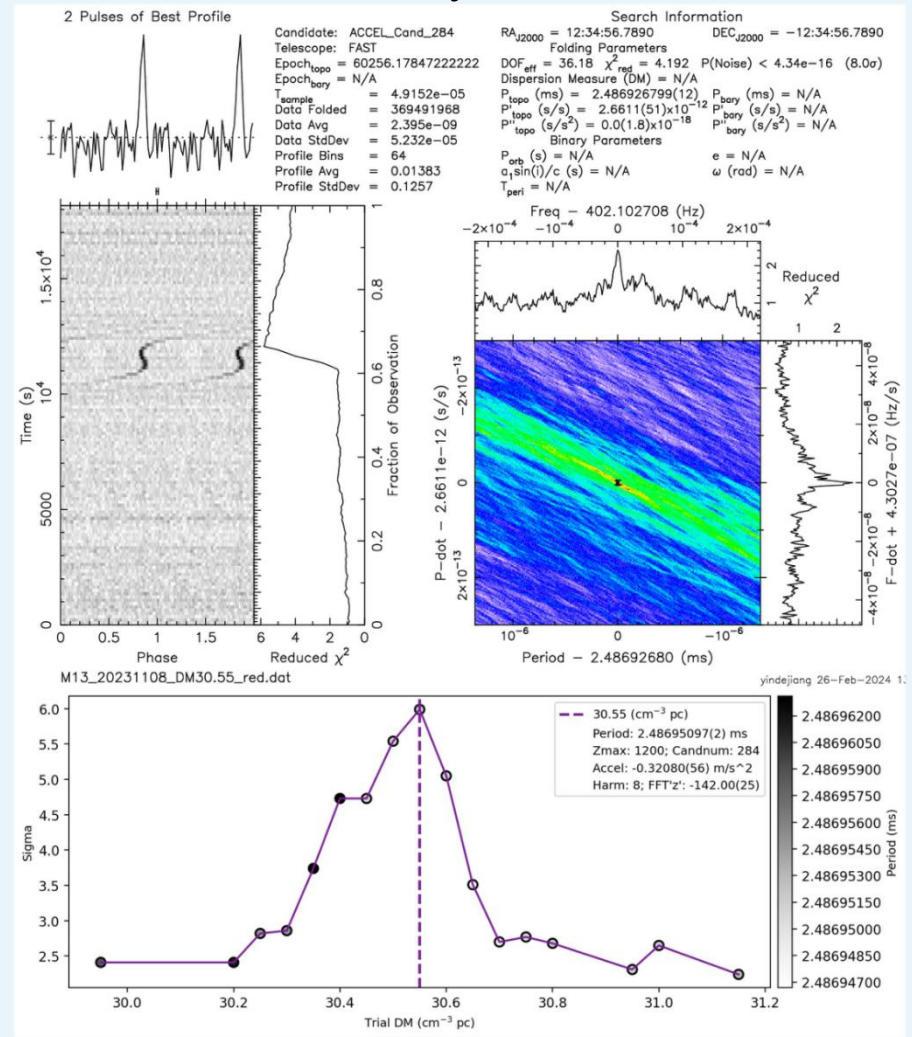 2 Pulses of Best Profile
Search Information
Candidate: ACCEL_Cand_284
Telescope: FAST
Epoch_topo = 60256.17847222222
Epoch_bary = N/A
T_sample = 4.9152e-05
Data Folded = 369491968
Data Avg = 2.395e-09
Data StdDev = 5.232e-05
Profile Bins = 64
Profile Avg = 0.01383
Profile StdDev = 0.1257
RA_J2000 = 12:34:56.7890 DEC_J2000 = -12:34:56.7890
Folding Parameters
DOF_eff = 36.18 χ²_red = 4.192 P(Noise) < 4.34e-16 (8.0σ)
Dispersion Measure (DM) = N/A
P_topo (ms) = 2.486926799(12) P_bary (ms) = N/A
P'_topo (s/s) = 2.6611(51)x10⁻¹² P'_bary (s/s) = N/A
P''_topo (s/s²) = 0.0(1.8)x10⁻¹⁸ P''_bary (s/s²) = N/A
Binary Parameters
P_orb (s) = N/A e = N/A
a₁sin(i)/c (s) = N/A ω (rad) = N/A
T_peri = N/A
Freq - 402.102708 (Hz)
-2×10⁻⁴ -10⁻⁴ 0 10⁻⁴ 2×10⁻⁴
2
1
Reduced
χ²
1 2
Time (s)
1.5×10⁴
10⁴
5000
0
0 0.5 1 1.5
Phase
Fraction of Observation
1
0.8
0.6
0.4
0.2
0
6 4 2 0
Reduced χ²
P-dot - 2.6611e-12 (s/s)
-2×10⁻¹³
0
2×10⁻¹³
F-dot + 4.3027e-07 (Hz/s)
4×10⁻⁸
2×10⁻⁸
0
-2×10⁻⁸
-4×10⁻⁸
10⁻⁶ 0 -10⁻⁶
Period - 2.48692680 (ms)
M13_20231108_DM30.55_red.dat
yindejiang 26-Feb-2024
Sigma
6.0
5.5
5.0
4.5
4.0
3.5
3.0
2.5
30.55 (cm⁻³ pc)
Period: 2.48695097(2) ms
Zmax: 1200; Candnum: 284
Accel: -0.32080(56) m/s^2
Harm: 8; FFT'z': -142.00(25)
30.0 30.2 30.4 30.6 30.8 31.0 31.2
Trial DM (cm⁻³ pc)
2.48696200
2.48696050
2.48695900
2.48695750
2.48695600
2.48695450
2.48695300
2.48695150
2.48695000
2.48694850
2.48694700
Period (ms)